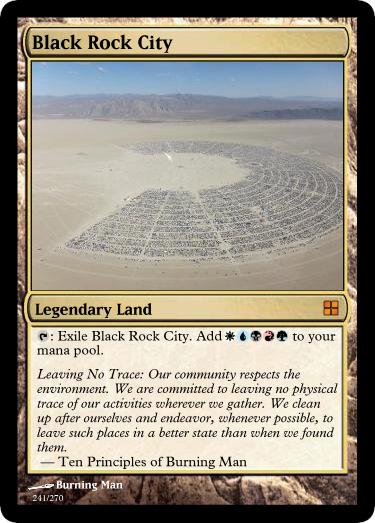 Black Rock City
Legendary Land
: Exile Black Rock City. Add to your
mana pool.
Leaving No Trace: Our community respects the
environment. We are committed to leaving no physical
trace of our activities wherever we gather. We clean
up after ourselves and endeavor, whenever possible, to
leave such places in a better state than when we found
them.
— Ten Principles of Burning Man
Burning Man
241/270